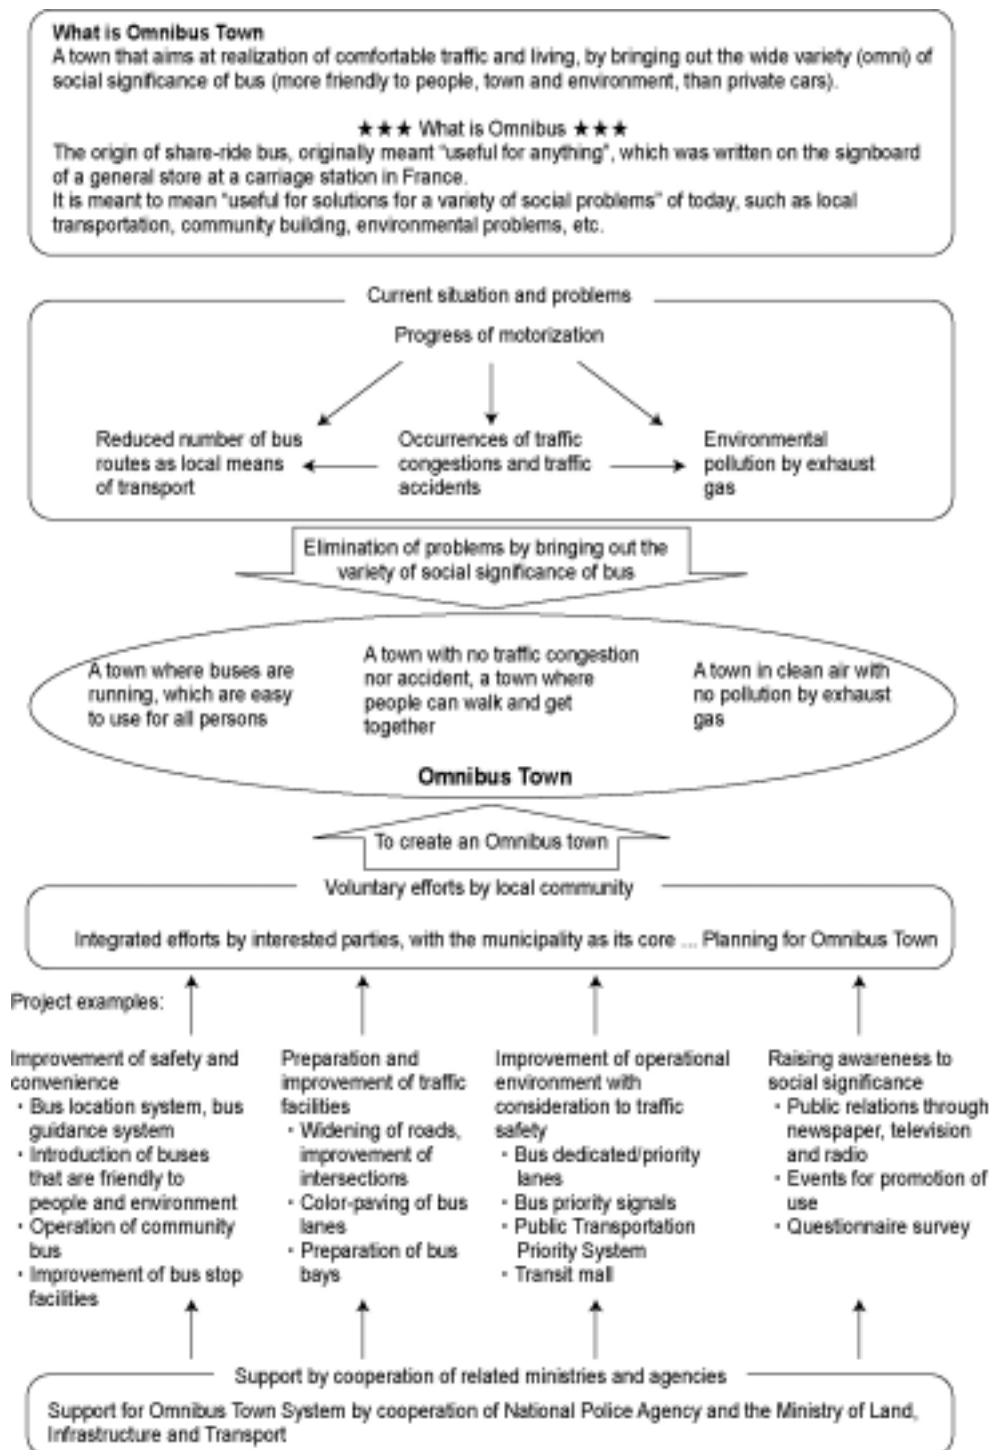 What is Omnibus Town
A town that aims at realization of comfortable traffic and living, by bringing out the wide variety (omni) of
social significance of bus (more friendly to people, town and environment, than private cars).
★★★ What is Omnibus ★★★
The origin of share-ride bus, originally meant "useful for anything", which was written on the signboard
of a general store at a carriage station in France.
It is meant to mean "useful for solutions for a variety of social problems" of today, such as local
transportation, community building, environmental problems, etc.
Current situation and problems
Progress of motorization
Reduced number of bus
routes as local means
of transport
Occurrences of traffic
congestions and traffic
accidents
Environmental
pollution by exhaust
gas
Elimination of problems by bringing out the
variety of social significance of bus
A town where buses are
running, which are easy
to use for all persons
A town with no traffic congestion
nor accident, a town where
people can walk and get
together
A town in clean air with
no pollution by exhaust
gas
Omnibus Town
To create an Omnibus town
Voluntary efforts by local community
Integrated efforts by interested parties, with the municipality as its core ... Planning for Omnibus Town
Project examples:
Improvement of safety and
convenience
・Bus location system, bus
guidance system
・Introduction of buses
that are friendly to
people and environment
・Operation of community
bus
・Improvement of bus stop
facilities
Preparation and
improvement of traffic
facilities
・Widening of roads,
improvement of
intersections
・Color-paving of bus
lanes
・Preparation of bus
bays
Improvement of operational
environment with
consideration to traffic
safety
・Bus dedicated/priority
lanes
・Bus priority signals
・Public Transportation
Priority System
・Transit mall
Raising awareness to
social significance
・Public relations through
newspaper, television
and radio
・Events for promotion of
use
・Questionnaire survey
Support by cooperation of related ministries and agencies
Support for Omnibus Town System by cooperation of National Police Agency and the Ministry of Land,
Infrastructure and Transport